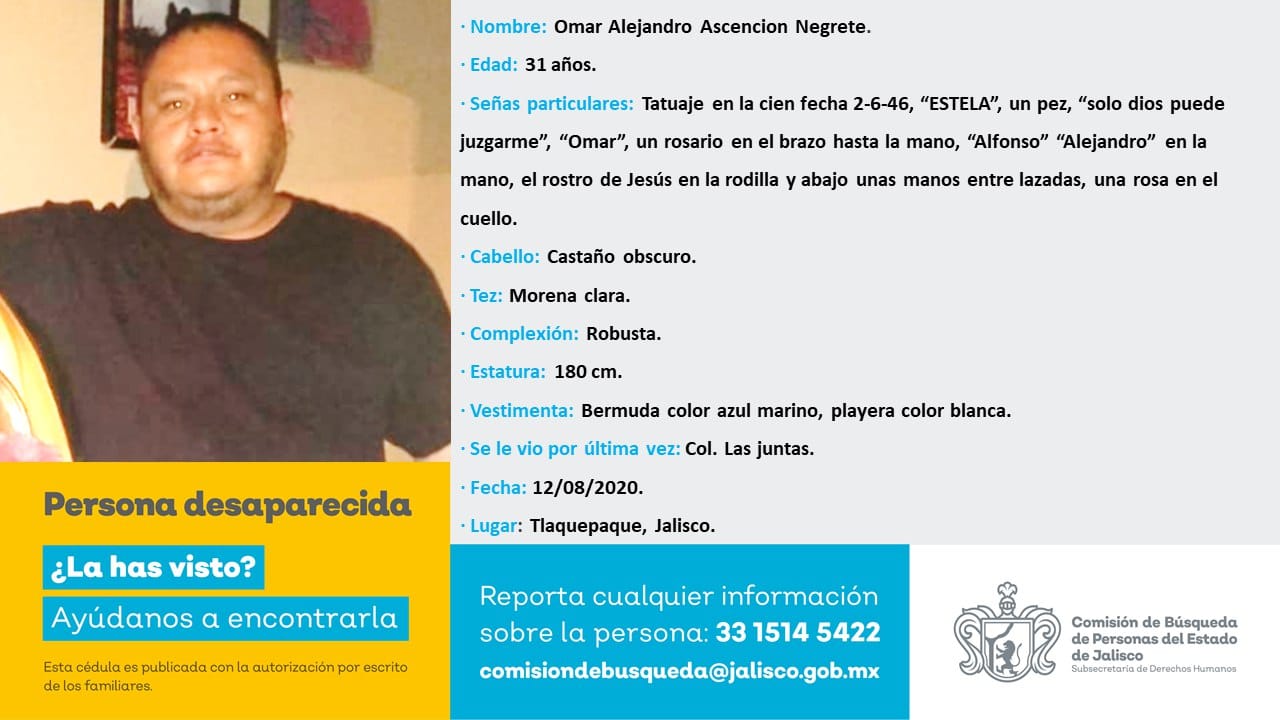 · Nombre: Omar Alejandro Ascencion Negrete.
· Edad: 31 años.
· Señas particulares: Tatuaje en la cien fecha 2-6-46, “ESTELA”, un pez, “solo dios puede
juzgarme”, “Omar”, un rosario en el brazo hasta la mano, “Alfonso” “Alejandro” en la
mano, el rostro de Jesús en la rodilla y abajo unas manos entre lazadas, una rosa en el
cuello.
· Cabello: Castaño obscuro.
· Tez: Morena clara.
· Complexión: Robusta.
· Estatura: 180 cm.
· Vestimenta: Bermuda color azul marino, playera color blanca.
· Se le vio por última vez: Col. Las juntas.
· Fecha: 12/08/2020.
· Lugar: Tlaquepaque, Jalisco.
Persona desaparecida
¿La has visto?
Ayúdanos a encontrarla
Esta cédula es publicada con la autorización por escrito
de los familiares.
Reporta cualquier información
sobre la persona: 33 1514 5422
comisiondebusqueda@jalisco.gob.mx
Comisión de Búsqueda
de Personas del Estado
de Jalisco
Subsecretaría de Derechos Humanos